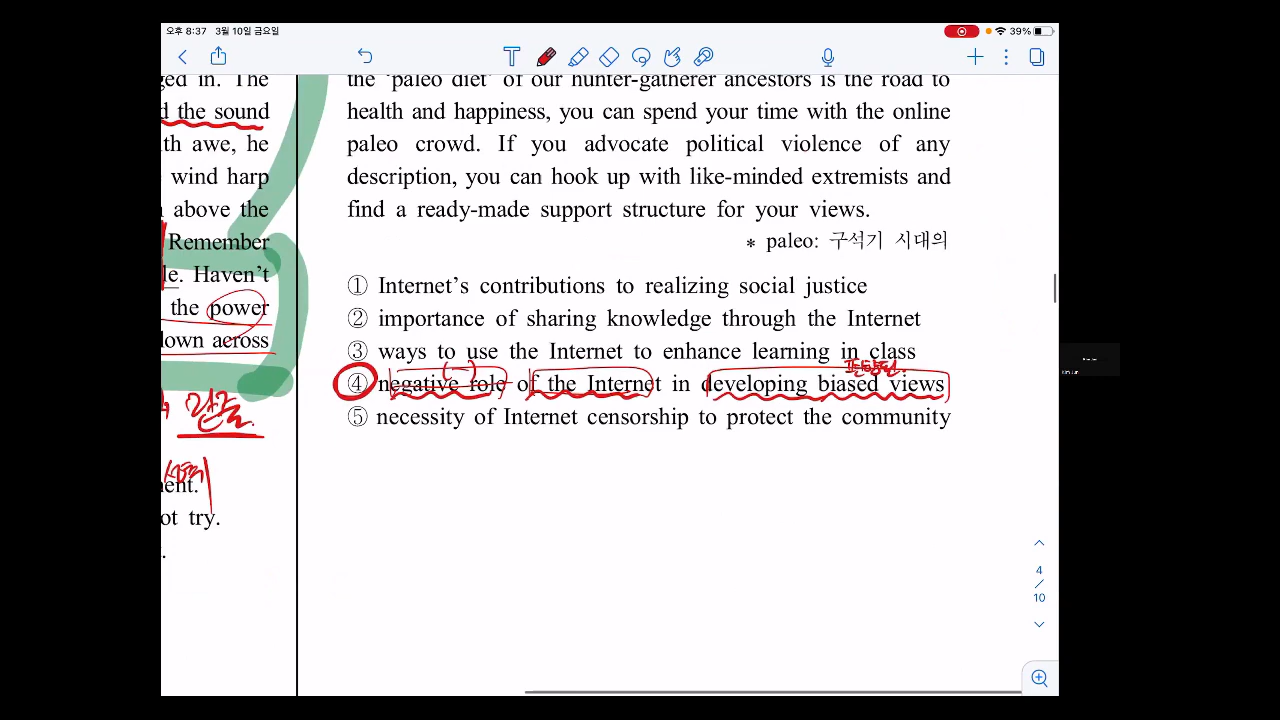 오후 8:37 3월 10일 금요일
39%
T
ged in. The
d the sound
th awe, he
wind harp
above the
Remember
le. Haven't
the power
lown across
ent.
ot try.
the 'paleo diet' of our hunter-gatherer ancestors is the road to
health and happiness, you can spend your time with the online
paleo crowd. If you advocate political violence of any
description, you can hook up with like-minded extremists and
find a ready-made support structure for your views.
* paleo: 구석기 시대의
① Internet's contributions to realizing social justice
② importance of sharing knowledge through the Internet
③ ways to use the Internet to enhance learning in class
(-)
④ negative role of the Internet in developing biased views
⑤ necessity of Internet censorship to protect the community
4
/
10